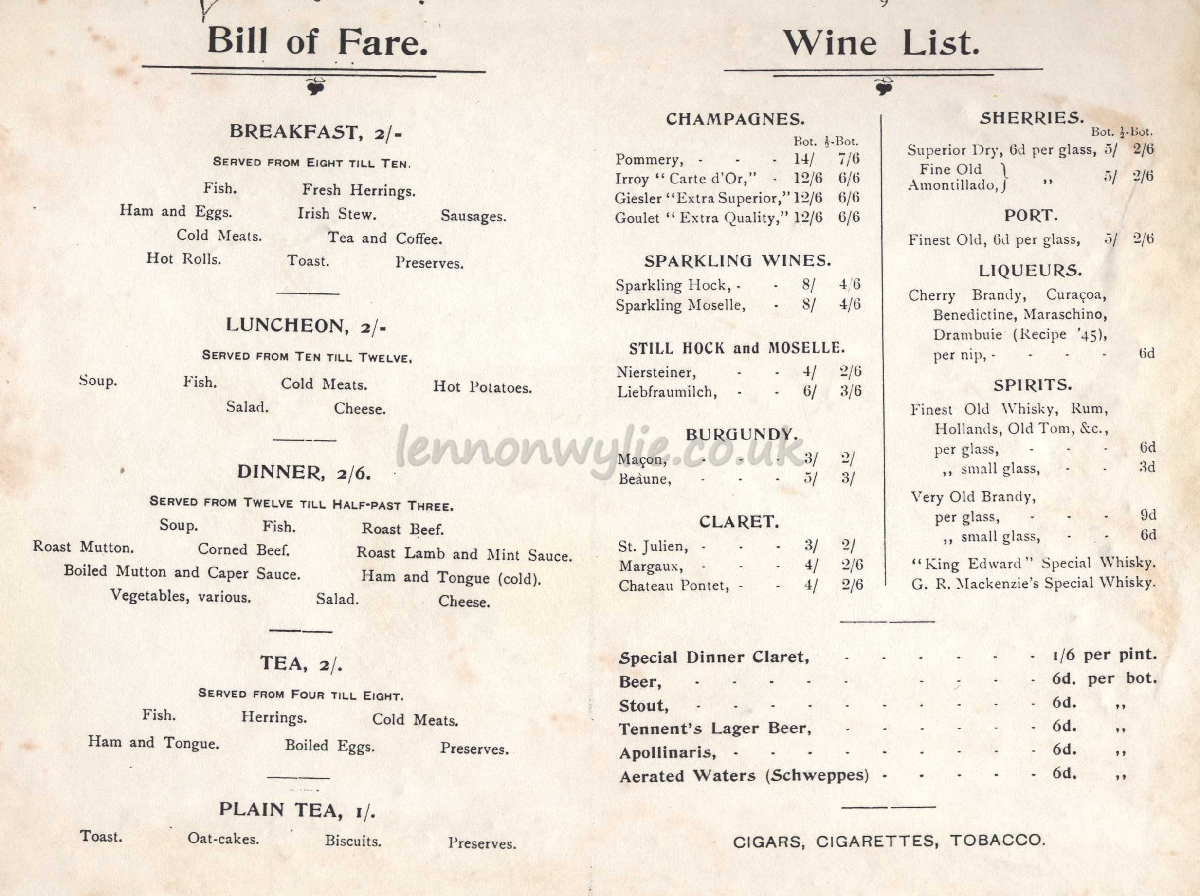 Bill of Fare.
BREAKFAST, 2/-
SERVED FROM EIGHT TILL TEN.
Fish. Fresh Herrings.
Ham and Eggs. Irish Stew. Sausages.
Cold Meats. Tea and Coffee.
Hot Rolls. Toast. Preserves.
LUNCHEON, 2/-
SERVED FROM TEN TILL TWELVE.
Soup. Fish. Cold Meats. Hot Potatoes.
Salad. Cheese.
DINNER, 2/6.
SERVED FROM TWELVE TILL HALF-PAST THREE.
Soup. Fish. Roast Beef.
Roast Mutton. Corned Beef. Roast Lamb and Mint Sauce.
Boiled Mutton and Caper Sauce. Ham and Tongue (cold).
Vegetables, various. Salad. Cheese.
TEA, 2/.
SERVED FROM FOUR TILL EIGHT.
Fish. Herrings. Cold Meats.
Ham and Tongue. Boiled Eggs. Preserves.
PLAIN TEA, 1/.
Toast. Oat-cakes. Biscuits. Preserves.
Wine List.
CHAMPAGNES.
Bot. ½-Bot.
Pommery, - - - 14/ 7/6
Irroy "Carte d'Or," - 12/6 6/6
Giesler "Extra Superior," 12/6 6/6
Goulet "Extra Quality," 12/6 6/6
SPARKLING WINES.
Sparkling Hock, - - 8/ 4/6
Sparkling Moselle, - 8/ 4/6
STILL HOCK and MOSELLE.
Niersteiner, - - 4/ 2/6
Liebfraumilch, - - 6/ 3/6
BURGUNDY.
Maçon, - - - 3/ 2/
Beàune, - - - 5/ 3/
CLARET.
St. Julien, - - - 3/ 2/
Margaux, - - - 4/ 2/6
Chateau Pontet, - - 4/ 2/6
SHERRIES.
Bot. ½-Bot.
Superior Dry, 6d per glass, 5/ 2/6
Fine Old
Amontillado, } ,, 5/ 2/6
PORT.
Finest Old, 6d per glass, 5/ 2/6
LIQUEURS.
Cherry Brandy, Curaçoa,
Benedictine, Maraschino,
Drambuie (Recipe '45),
per nip, - - - - 6d
SPIRITS.
Finest Old Whisky, Rum,
Hollands, Old Tom, &c.,
per glass, - - - 6d
,, small glass, - - 3d
Very Old Brandy,
per glass, - - - 9d
,, small glass, - - 6d
"King Edward" Special Whisky.
G. R. Mackenzie's Special Whisky.
Special Dinner Claret, - - - - - - 1/6 per pint.
Beer, - - - - - - - - - 6d. per bot.
Stout, - - - - - - - - - 6d. ,,
Tennent's Lager Beer, - - - - - - 6d. ,,
Apollinaris, - - - - - - - - 6d. ,,
Aerated Waters (Schweppes) - - - - - 6d. ,,
CIGARS, CIGARETTES, TOBACCO.
lennonwylie.co.uk